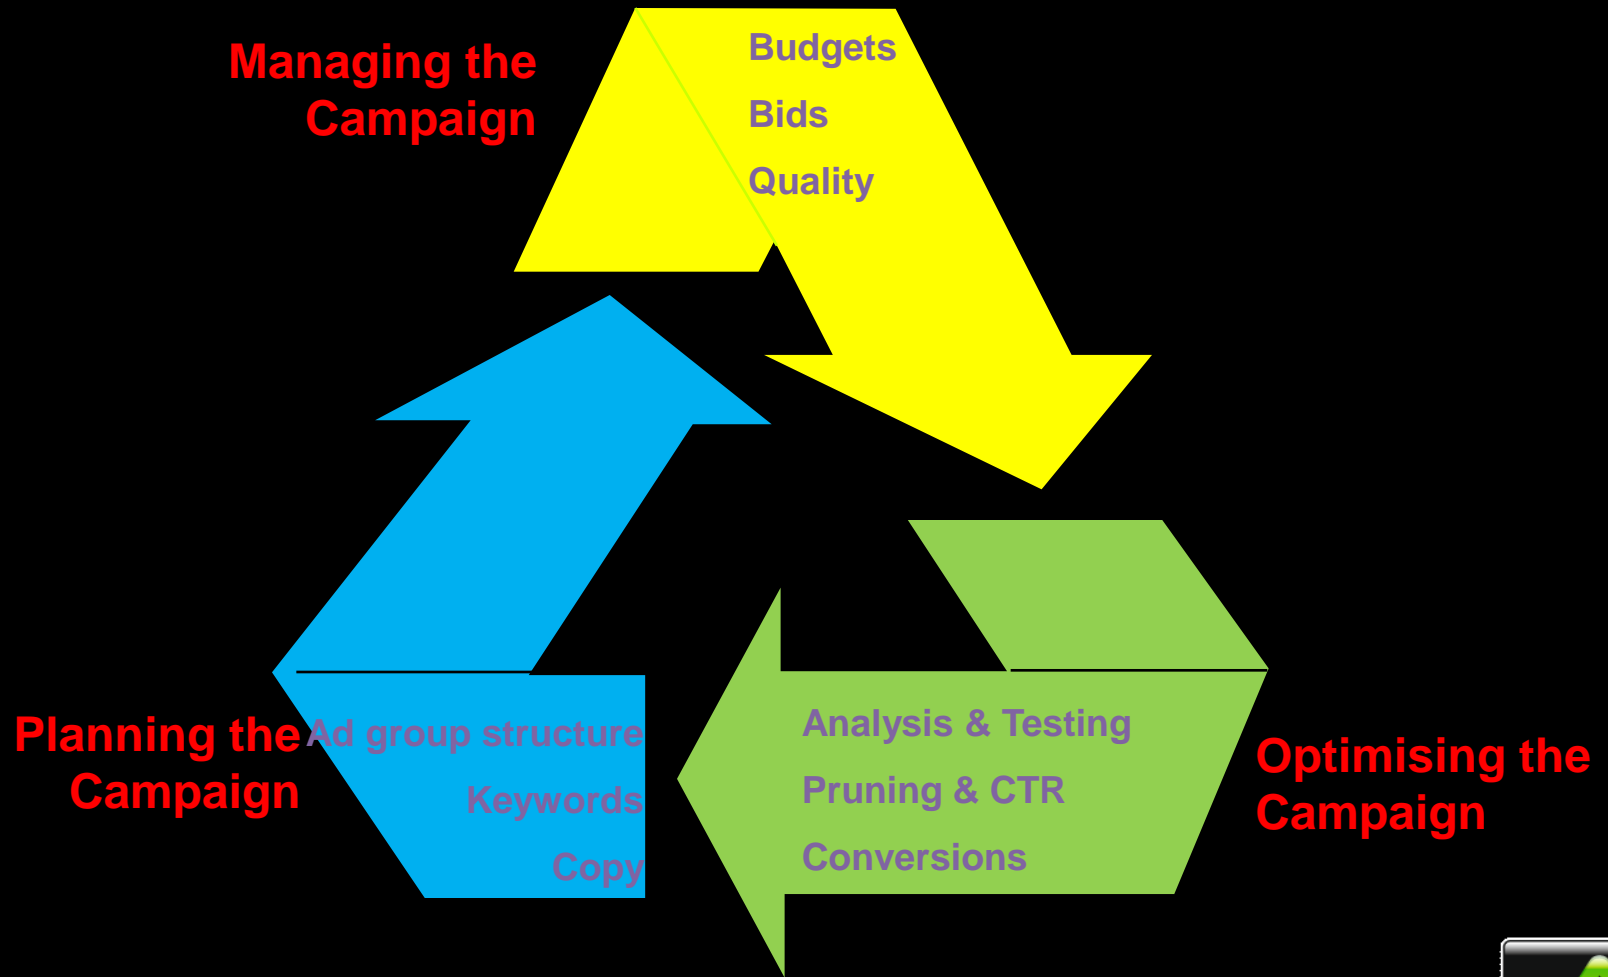 Managing the
Campaign
Budgets
Bids
Quality
Planning the
Campaign
Ad group structure
Keywords
Copy
Analysis & Testing
Pruning & CTR
Conversions
Optimising the
Campaign